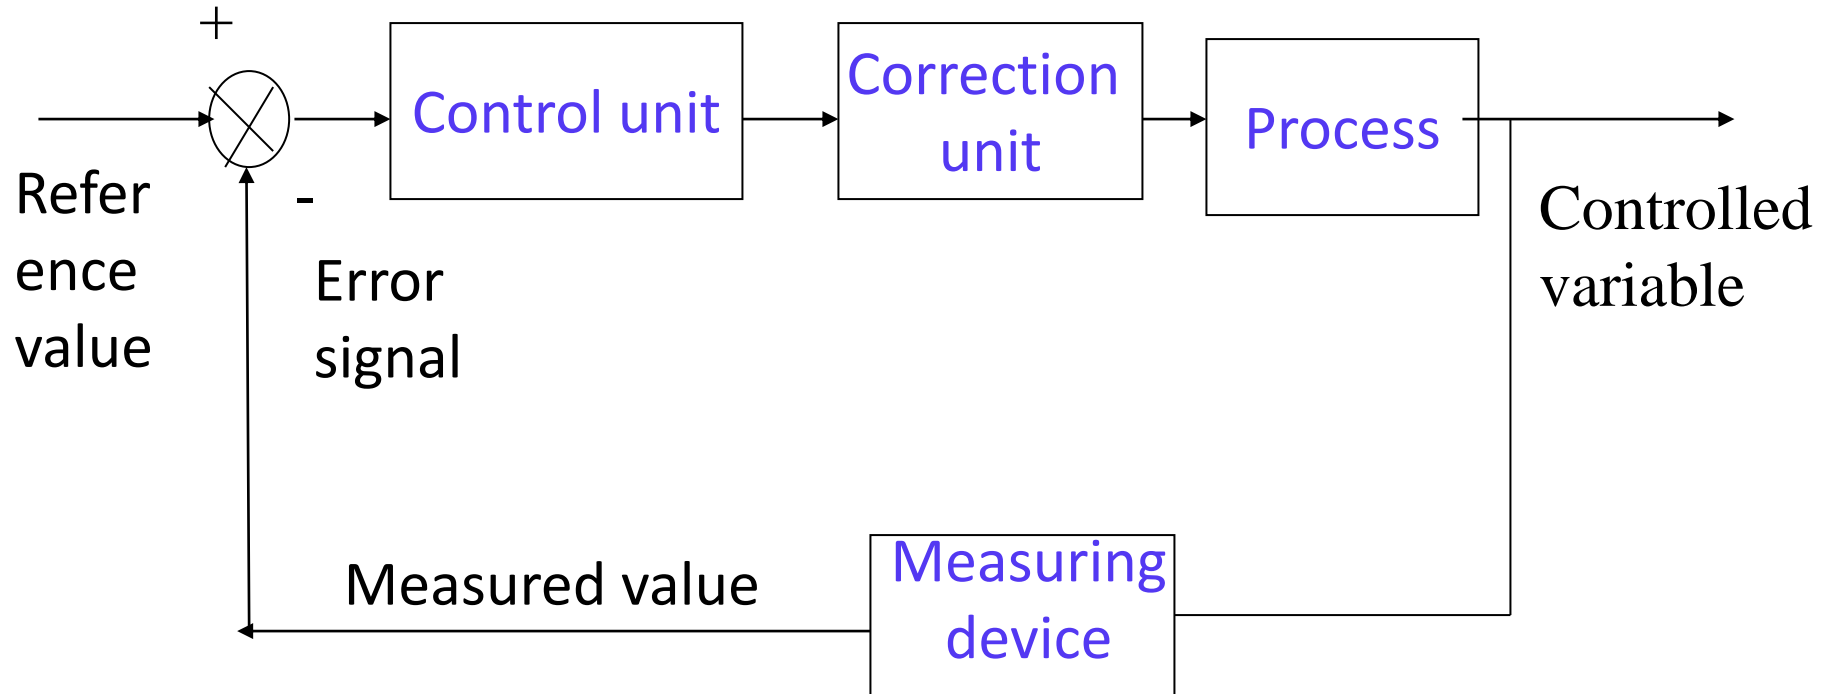 +
Control unit
Correction
unit
Process
Refer
ence
value
-
Error
signal
Controlled
variable
Measured value
Measuring
device